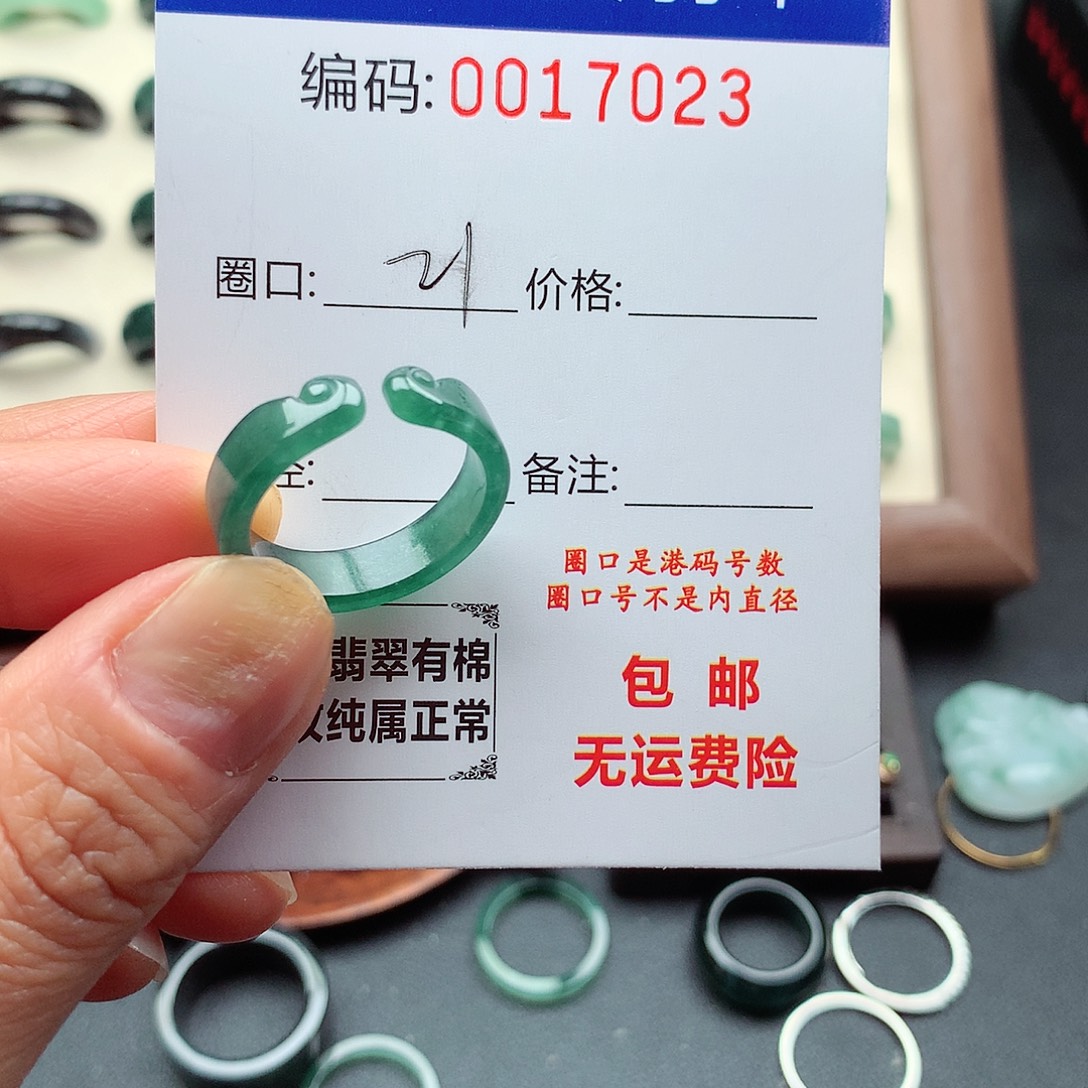 编码: 0017023
圈口: 21 价格:
径: 备注:
圈口是港码号数
圈口号不是内直径
翡翠有棉
纹纯属正常
包邮
无运费险